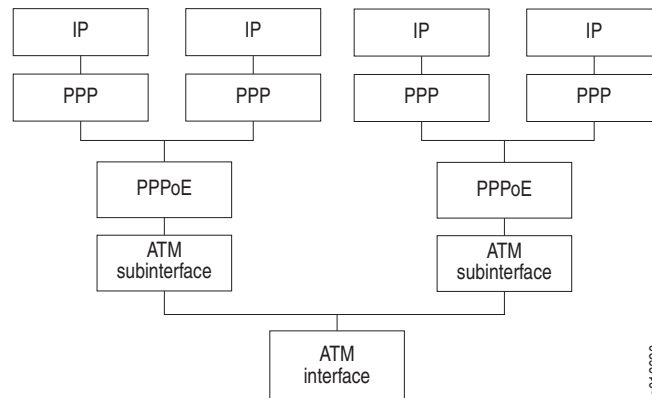 IP
IP
IP
IP
PPP
PPP
PPP
PPP
PPPoE
PPPoE
ATM
subinterface
ATM
subinterface
ATM
interface